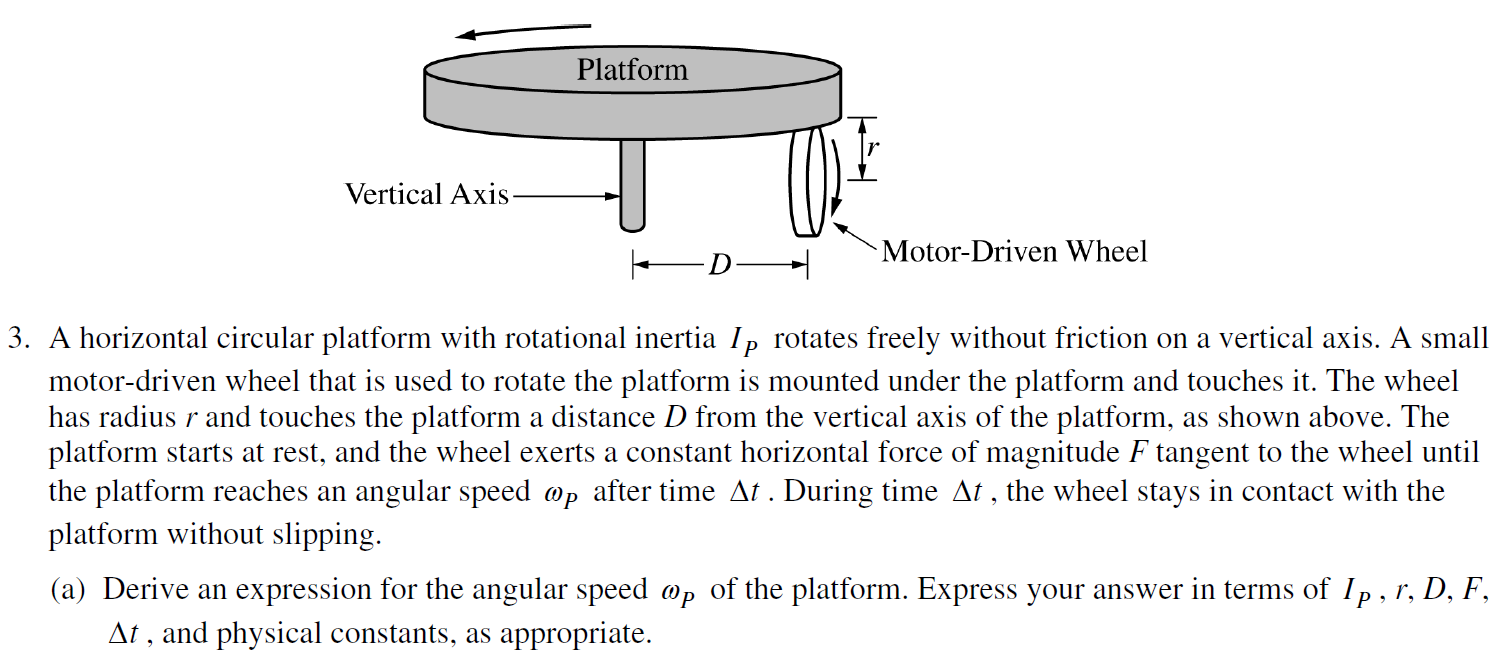 Platform
r
Vertical Axis
D
Motor-Driven Wheel
3. A horizontal circular platform with rotational inertia I_P rotates freely without friction on a vertical axis. A small
motor-driven wheel that is used to rotate the platform is mounted under the platform and touches it. The wheel
has radius r and touches the platform a distance D from the vertical axis of the platform, as shown above. The
platform starts at rest, and the wheel exerts a constant horizontal force of magnitude F tangent to the wheel until
the platform reaches an angular speed ω_P after time Δt . During time Δt , the wheel stays in contact with the
platform without slipping.
(a) Derive an expression for the angular speed ω_P of the platform. Express your answer in terms of I_P , r, D, F,
Δt , and physical constants, as appropriate.